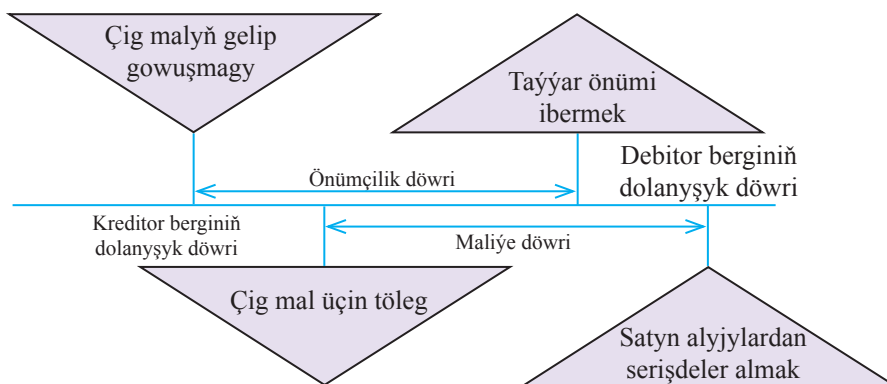 Çig malyň gelip
gowuşmagy
Taýýar önümi
ibermek
Önümçilik döwri
Debitor berginiň
dolanyşyk döwri
Kreditor berginiň
dolanyşyk döwri
Maliýe döwri
Çig mal üçin töleg
Satyn alyjylardan
serişdeler almak